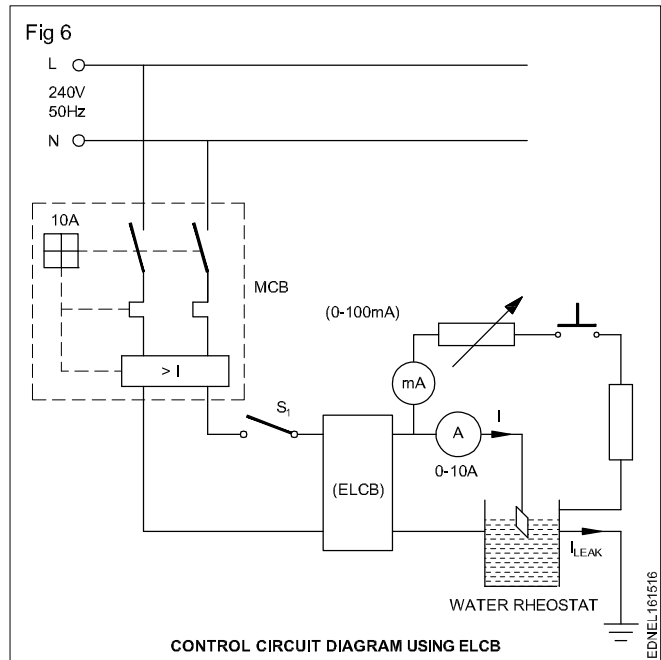 Fig 6
L
240V
50Hz
N
10A
MCB
> I
(0-100mA)
mA
S1
A
I
0-10A
(ELCB)
ILEAK
WATER RHEOSTAT
CONTROL CIRCUIT DIAGRAM USING ELCB
EDNEL161516